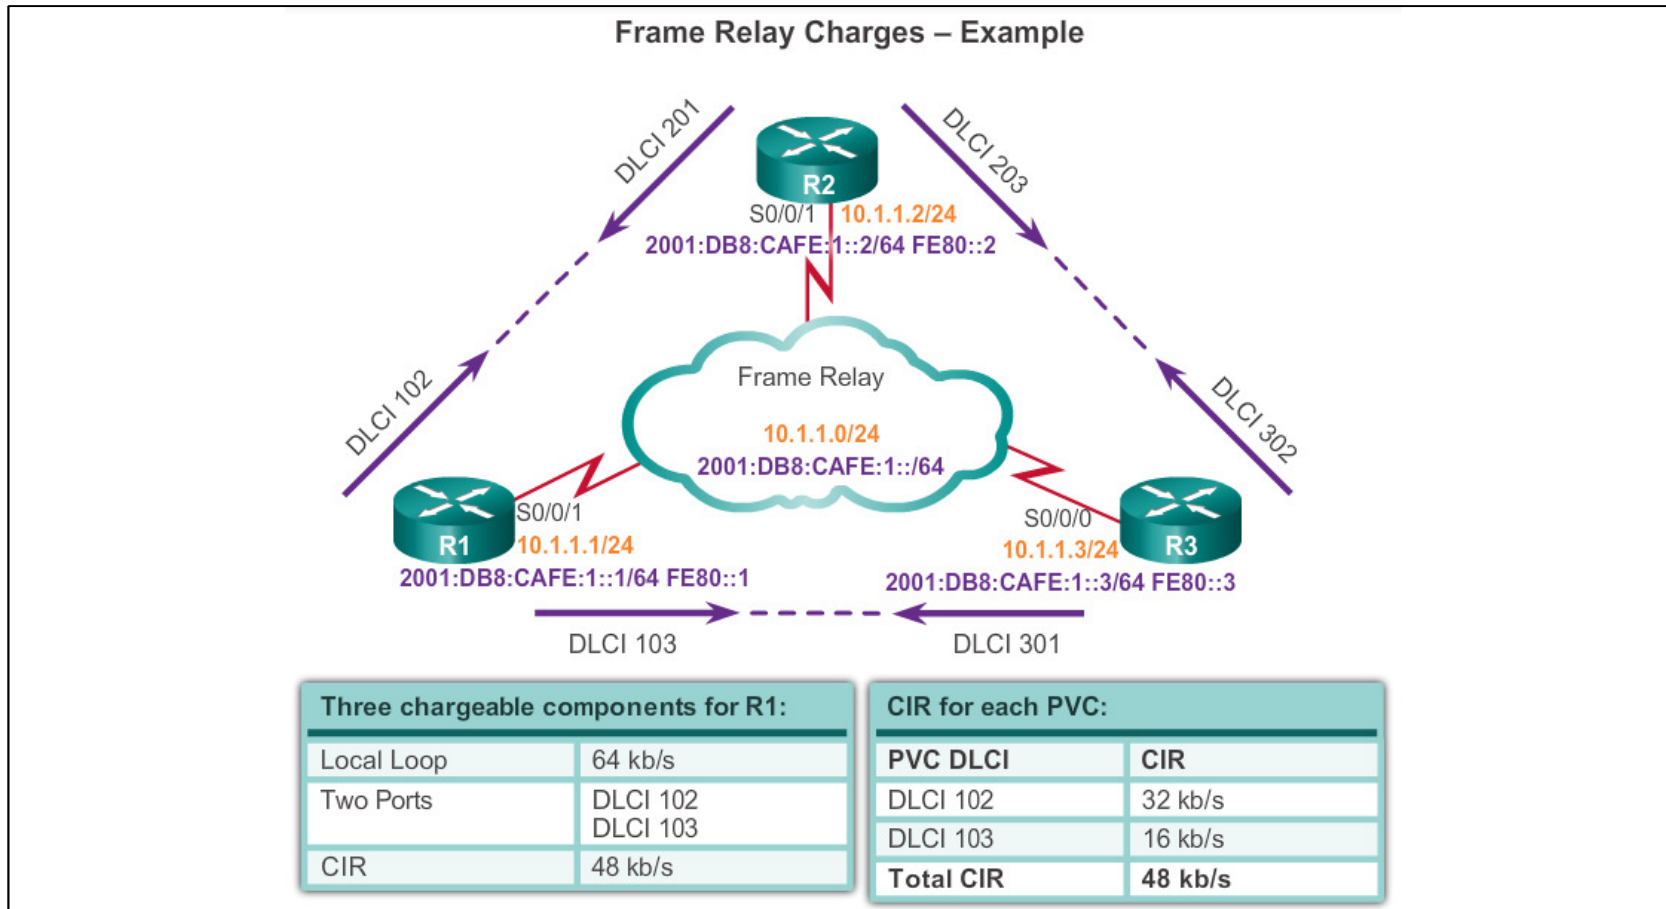 Frame Relay Charges – Example
DLCI 201
DLCI 203
R2
S0/0/1 10.1.1.2/24
2001:DB8:CAFE:1::2/64 FE80::2
DLCI 102
DLCI 302
Frame Relay
10.1.1.0/24
2001:DB8:CAFE:1::/64
R1
S0/0/1
10.1.1.1/24
2001:DB8:CAFE:1::1/64 FE80::1
S0/0/0
10.1.1.3/24
R3
2001:DB8:CAFE:1::3/64 FE80::3
DLCI 103
DLCI 301
Three chargeable components for R1:
Local Loop 64 kb/s
Two Ports DLCI 102
DLCI 103
CIR 48 kb/s
CIR for each PVC:
PVC DLCI CIR
DLCI 102 32 kb/s
DLCI 103 16 kb/s
Total CIR 48 kb/s